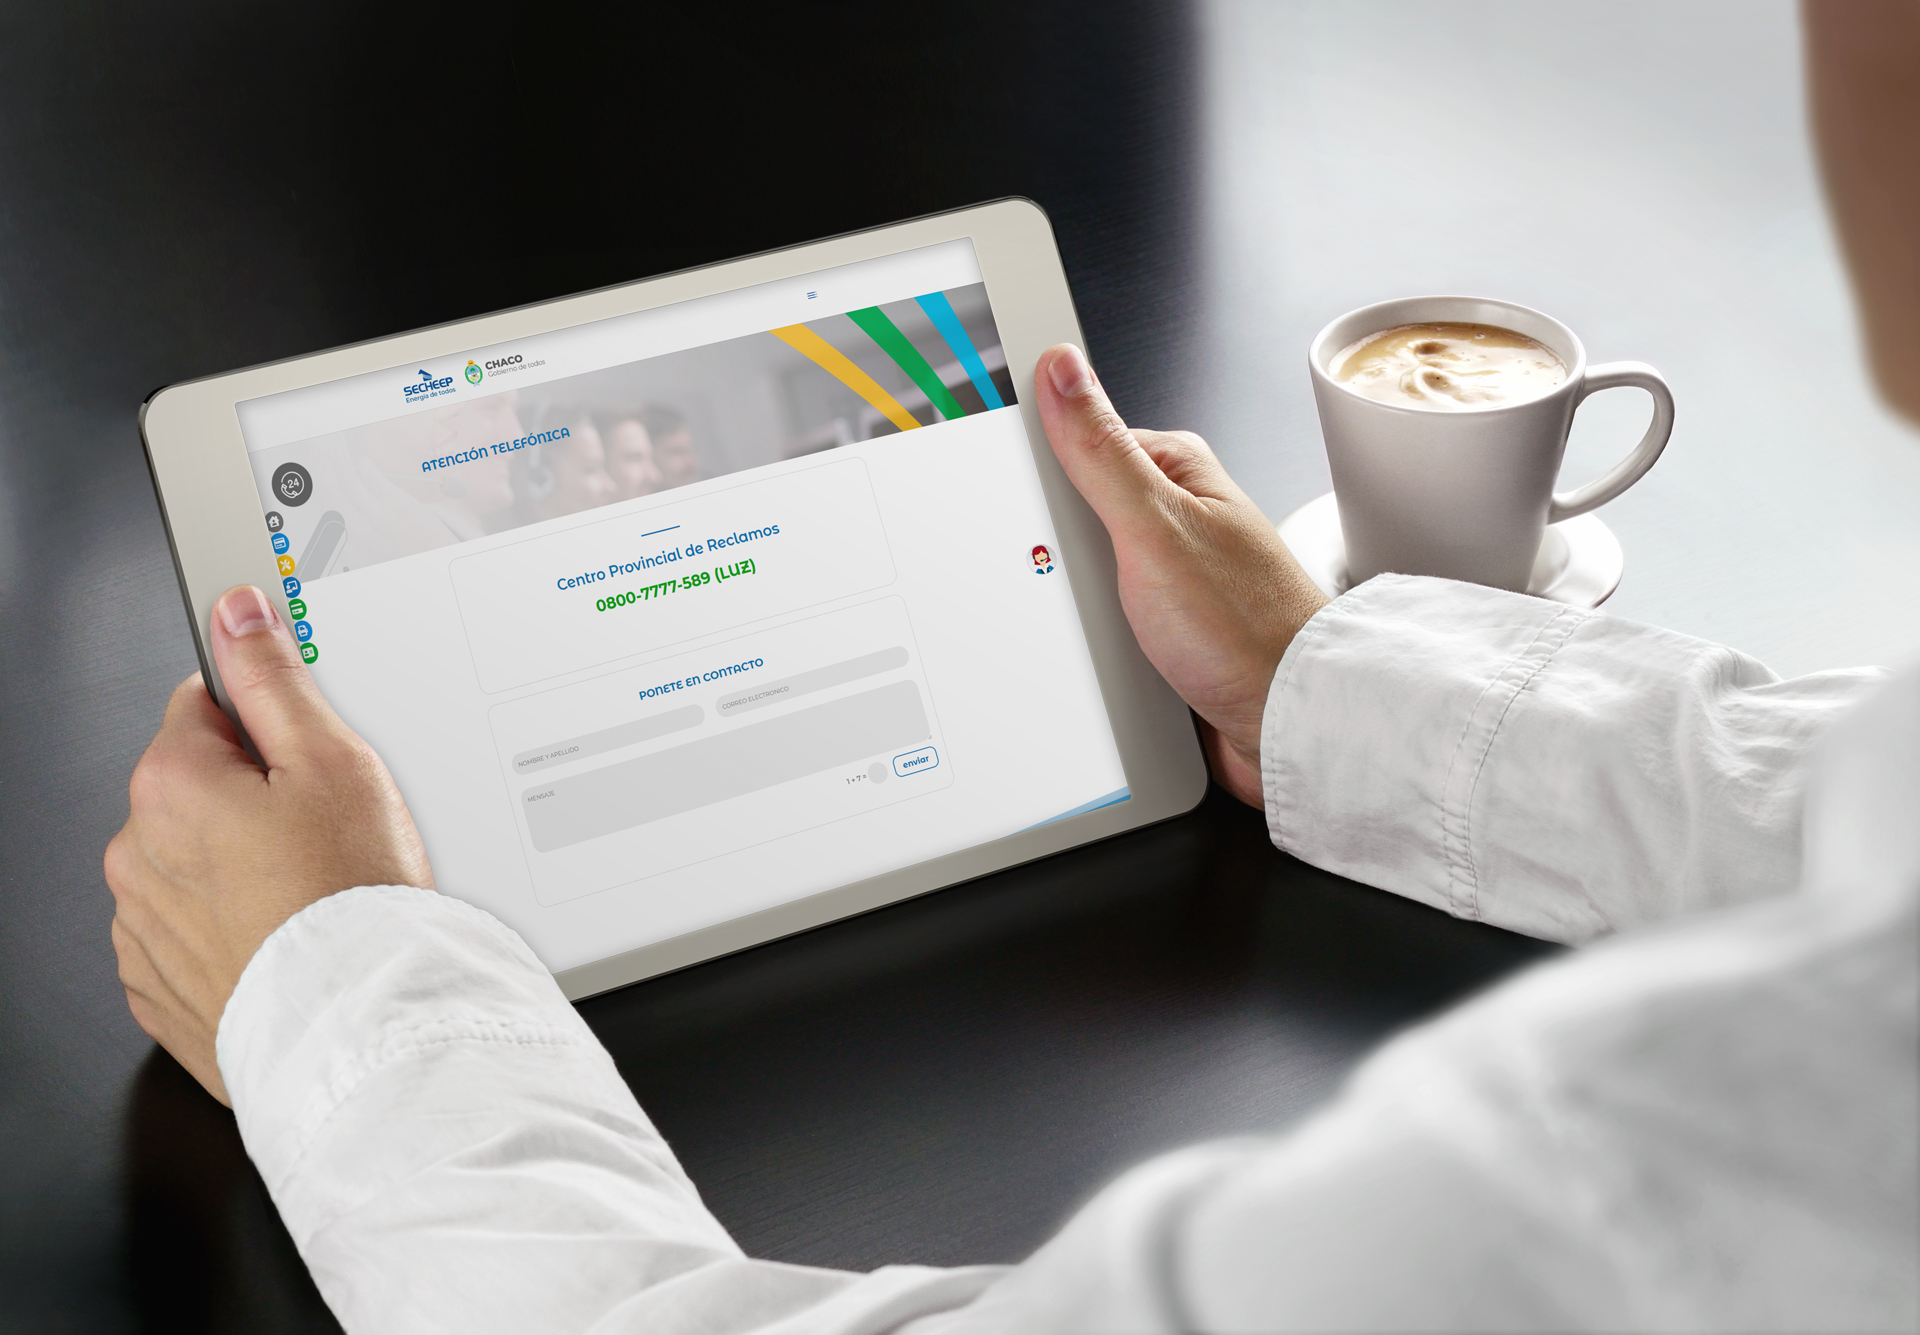 SECHEEP
Energía de todos
CHACO
Gobierno de todos
ATENCIÓN TELEFÓNICA
24
Centro Provincial de Reclamos
0800-7777-589 (LUZ)
PONETE EN CONTACTO
NOMBRE Y APELLIDO
CORREO ELECTRONICO
MENSAJE
1 + 7 =
enviar